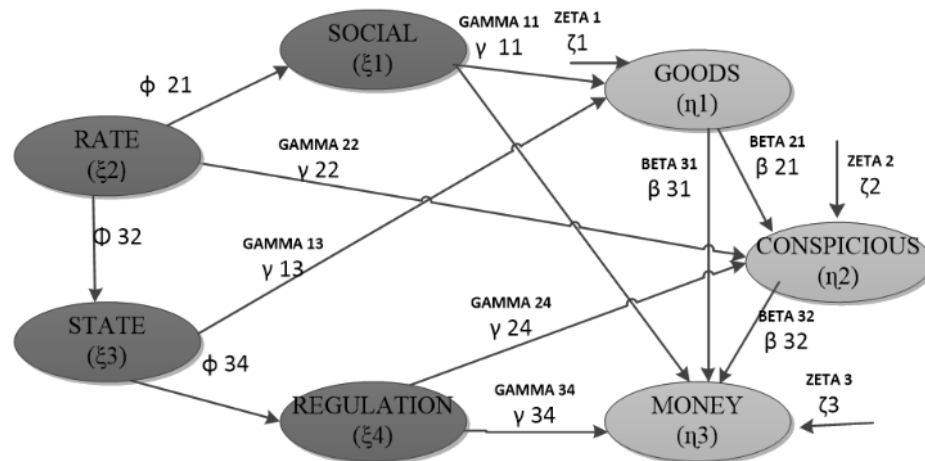 SOCIAL
(ξ1)
GAMMA 11
γ 11
ZETA 1
ζ1
GOODS
(η1)
ϕ 21
RATE
(ξ2)
GAMMA 22
γ 22
BETA 31
β 31
BETA 21
β 21
ZETA 2
ζ2
Φ 32
GAMMA 13
γ 13
CONSPICIOUS
(η2)
STATE
(ξ3)
GAMMA 24
γ 24
BETA 32
β 32
ϕ 34
REGULATION
(ξ4)
GAMMA 34
γ 34
MONEY
(η3)
ZETA 3
ζ3